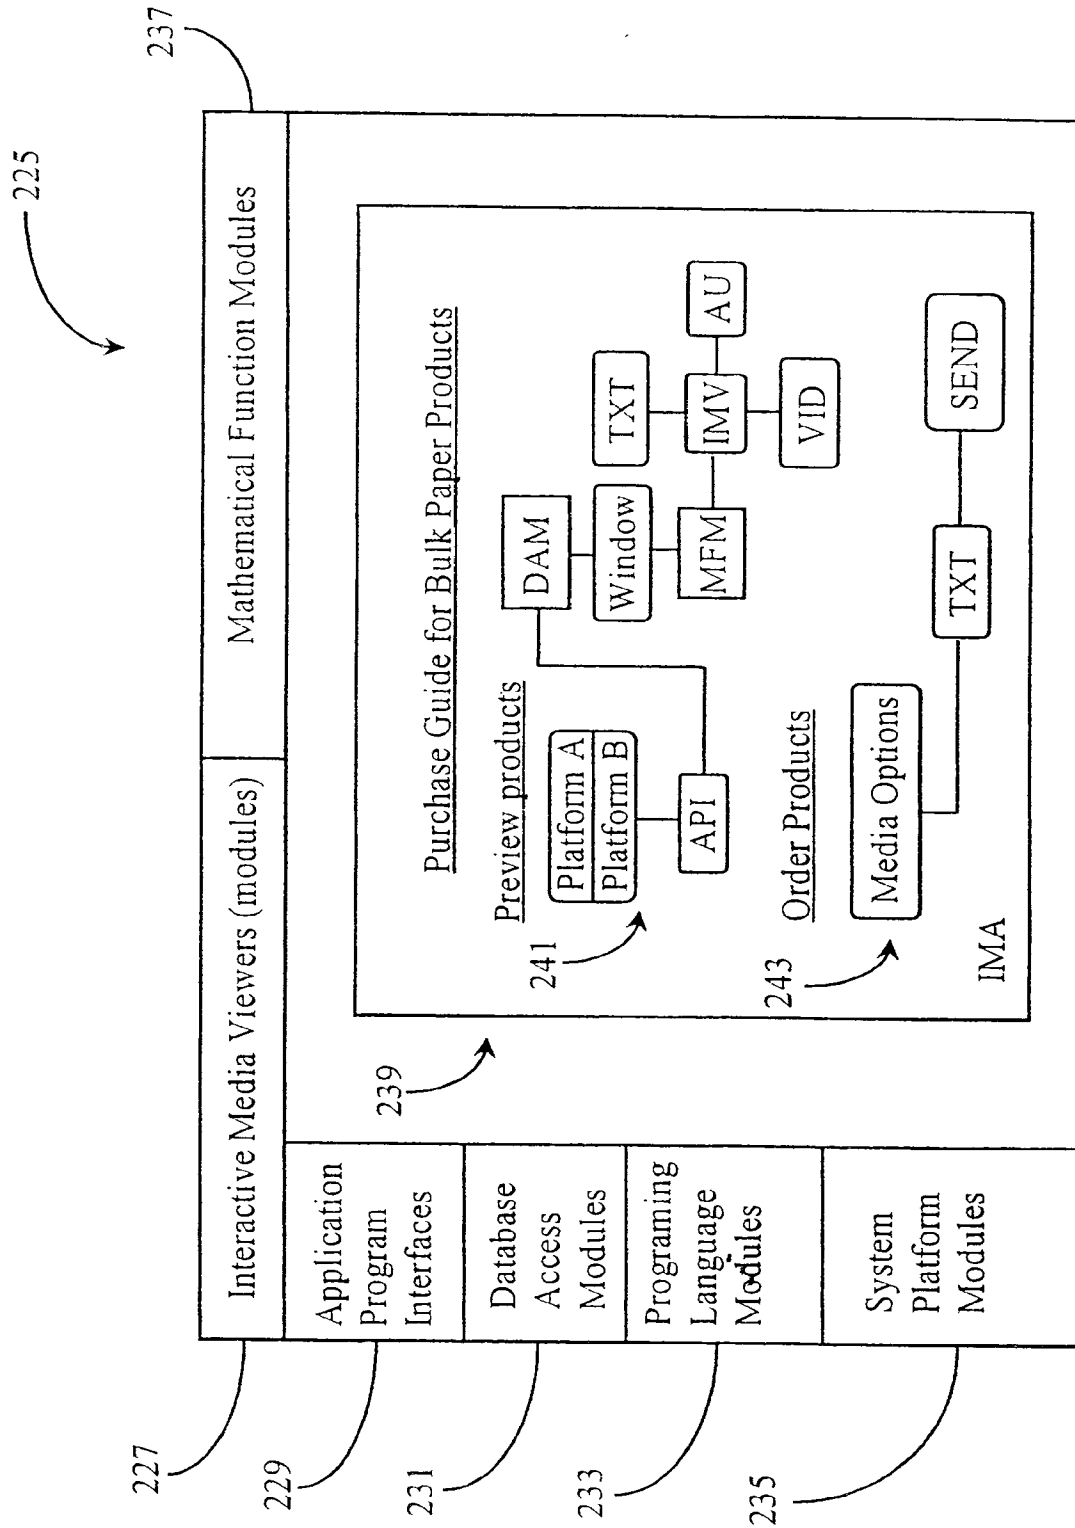 225
237
Interactive Media Viewers (modules)
Mathematical Function Modules
227
229
Application
Program
Interfaces
231
Database
Access
Modules
233
Programing
Language
Modules
235
System
Platform
Modules
239
Purchase Guide for Bulk Paper Products
Preview products
241
Platform A
Platform B
API
DAM
Window
MFM
TXT
IMV
AU
VID
Order Products
243
Media Options
TXT
SEND
IMA